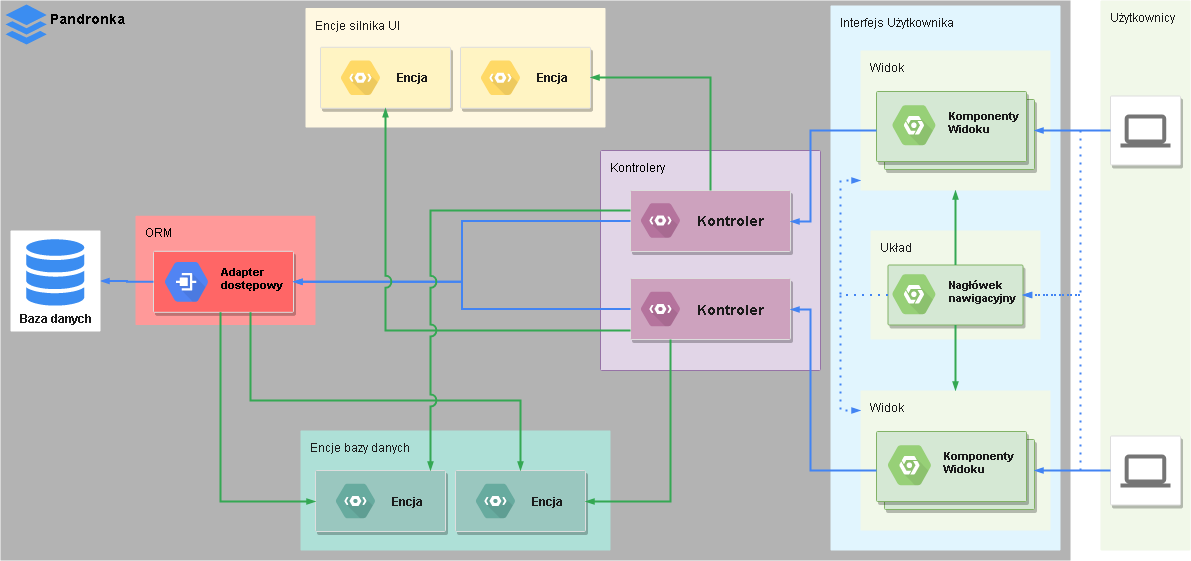 Pandronka
Encje silnika UI
Encja
Encja
Interfejs Użytkownika
Użytkownicy
Widok
Komponenty
Widoku
Kontrolery
Kontroler
Kontroler
ORM
Adapter
dostępowy
Baza danych
Układ
Nagłówek
nawigacyjny
Widok
Komponenty
Widoku
Encje bazy danych
Encja
Encja